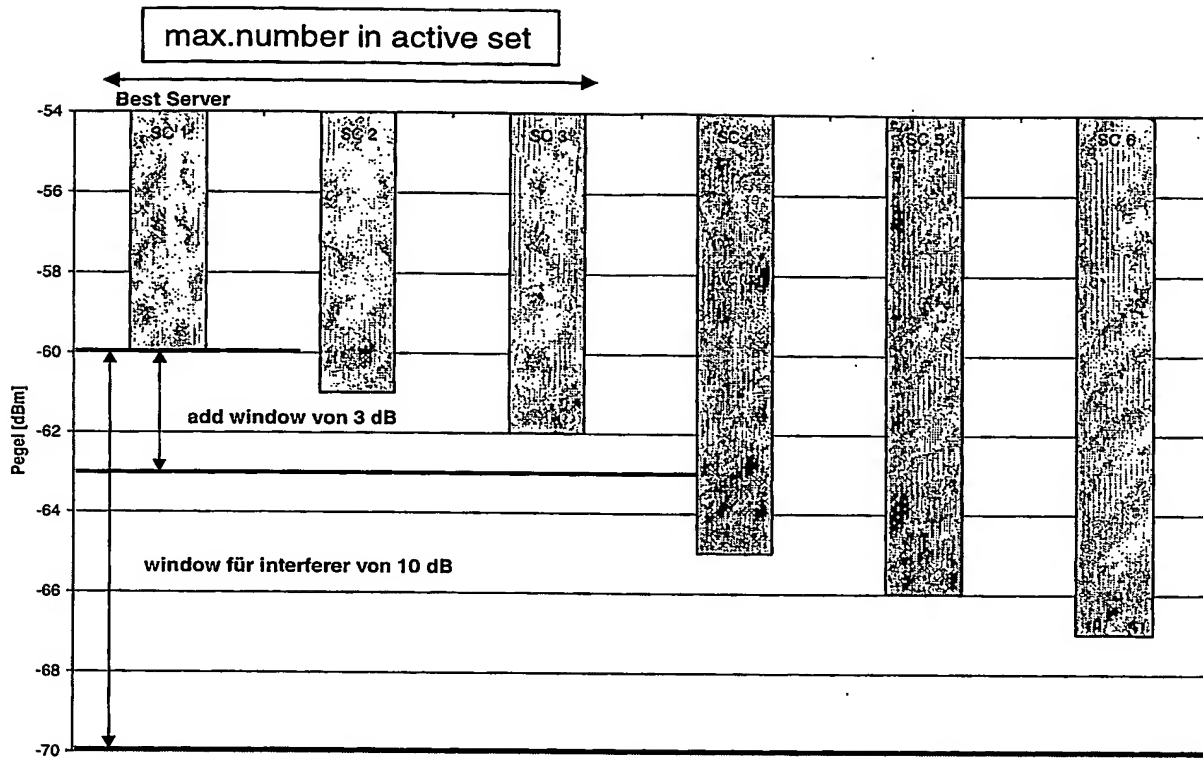 max.number in active set
Best Server
-54
SC 1
SC 2
SC 3
SC
SC 5
SC 6
-56
-58
-60
add window von 3 dB
-62
Pegel [dBm]
-64
window für interferer von 10 dB
-66
-68
-70